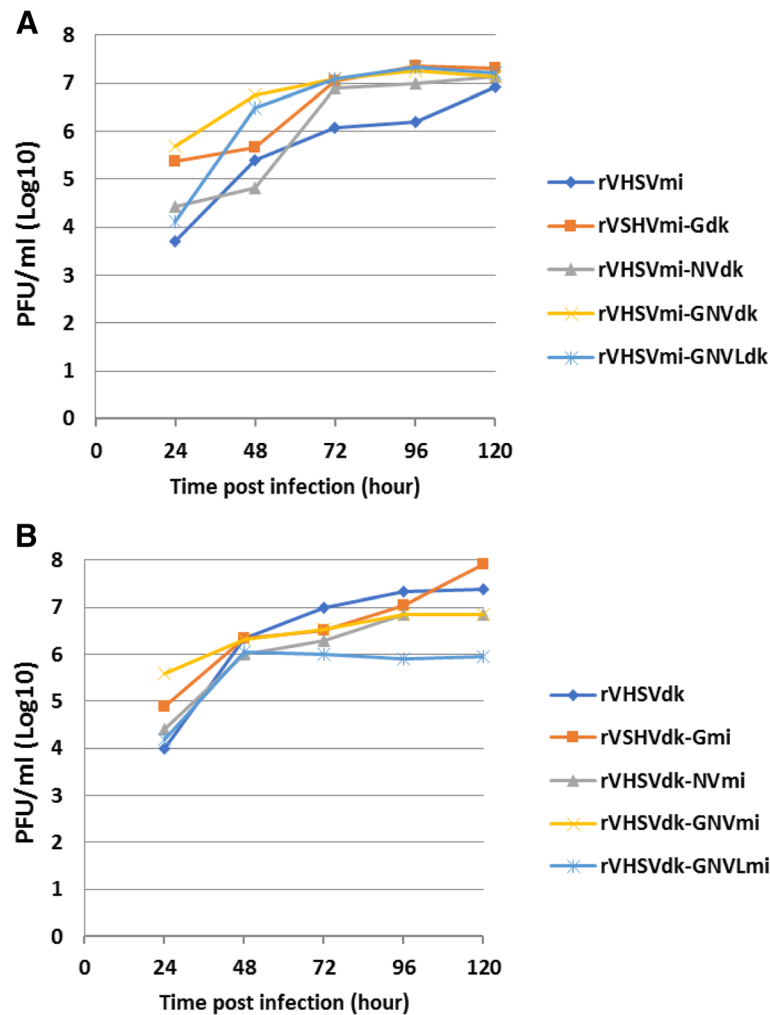 A
8
7
6
5
4
3
2
1
0
PFU/ml (Log10)
0 24 48 72 96 120
Time post infection (hour)
rVHSVmi
rVSHVmi-Gdk
rVHSVmi-NVdk
rVHSVmi-GNVdk
rVHSVmi-GNVLdk
B
8
7
6
5
4
3
2
1
0
PFU/ml (Log10)
0 24 48 72 96 120
Time post infection (hour)
rVHSVdk
rVSHVdk-Gmi
rVHSVdk-NVmi
rVHSVdk-GNVmi
rVHSVdk-GNVLmi